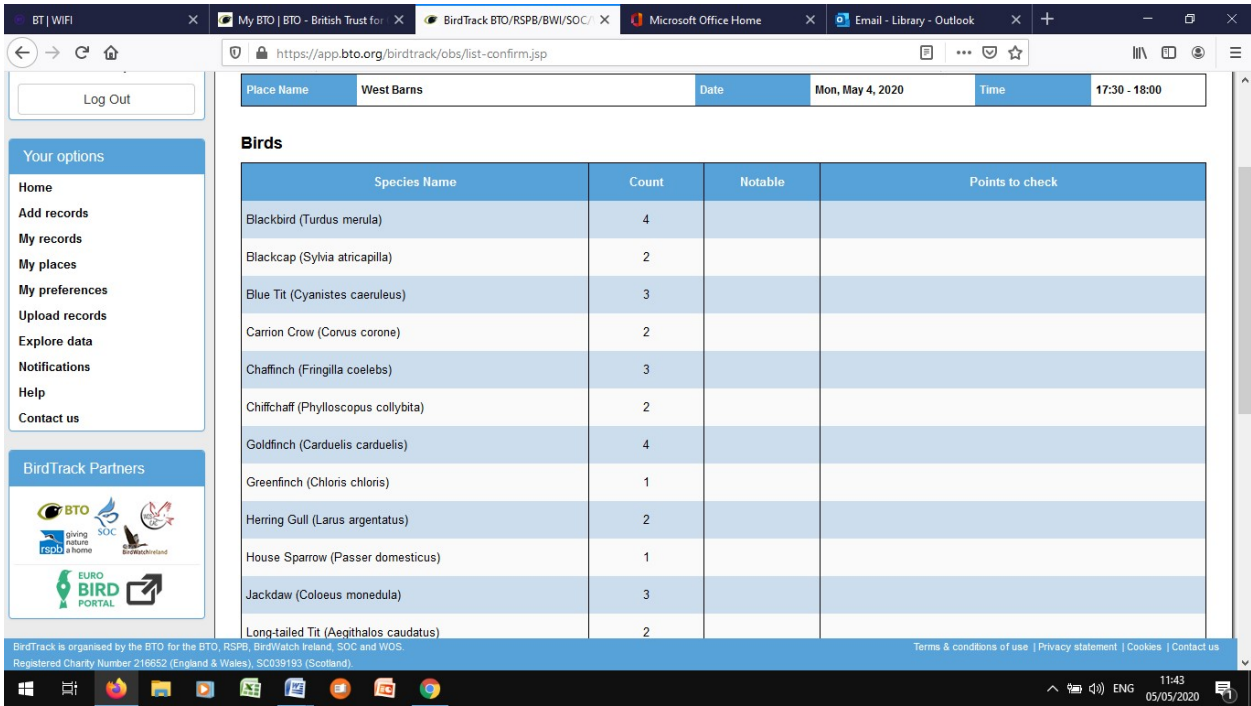 BT | WIFI
My BTO | BTO - British Trust for
BirdTrack BTO/RSPB/BWI/SOC/
Microsoft Office Home
Email - Library - Outlook
https://app.bto.org/birdtrack/obs/list-confirm.jsp
Log Out
Place Name West Barns Date Mon, May 4, 2020 Time 17:30 - 18:00
Your options
Home
Add records
My records
My places
My preferences
Upload records
Explore data
Notifications
Help
Contact us
BirdTrack Partners
BTO
SOC
rspb
giving
nature
a home
BirdWatchIreland
EURO
BIRD
PORTAL
Birds
Species Name Count Notable Points to check
Blackbird (Turdus merula) 4
Blackcap (Sylvia atricapilla) 2
Blue Tit (Cyanistes caeruleus) 3
Carrion Crow (Corvus corone) 2
Chaffinch (Fringilla coelebs) 3
Chiffchaff (Phylloscopus collybita) 2
Goldfinch (Carduelis carduelis) 4
Greenfinch (Chloris chloris) 1
Herring Gull (Larus argentatus) 2
House Sparrow (Passer domesticus) 1
Jackdaw (Coloeus monedula) 3
Long-tailed Tit (Aegithalos caudatus) 2
BirdTrack is organised by the BTO for the BTO, RSPB, BirdWatch Ireland, SOC and WOS.
Registered Charity Number 216652 (England & Wales), SC039193 (Scotland).
Terms & conditions of use | Privacy statement | Cookies | Contact us
ENG
11:43
05/05/2020